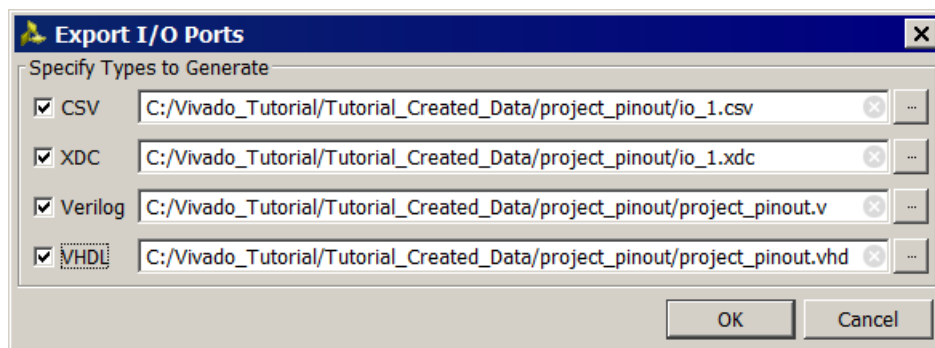 Export I/O Ports
Specify Types to Generate
CSV C:/Vivado_Tutorial/Tutorial_Created_Data/project_pinout/io_1.csv ...
XDC C:/Vivado_Tutorial/Tutorial_Created_Data/project_pinout/io_1.xdc ...
Verilog C:/Vivado_Tutorial/Tutorial_Created_Data/project_pinout/project_pinout.v ...
VHDL C:/Vivado_Tutorial/Tutorial_Created_Data/project_pinout/project_pinout.vhd ...
OK Cancel